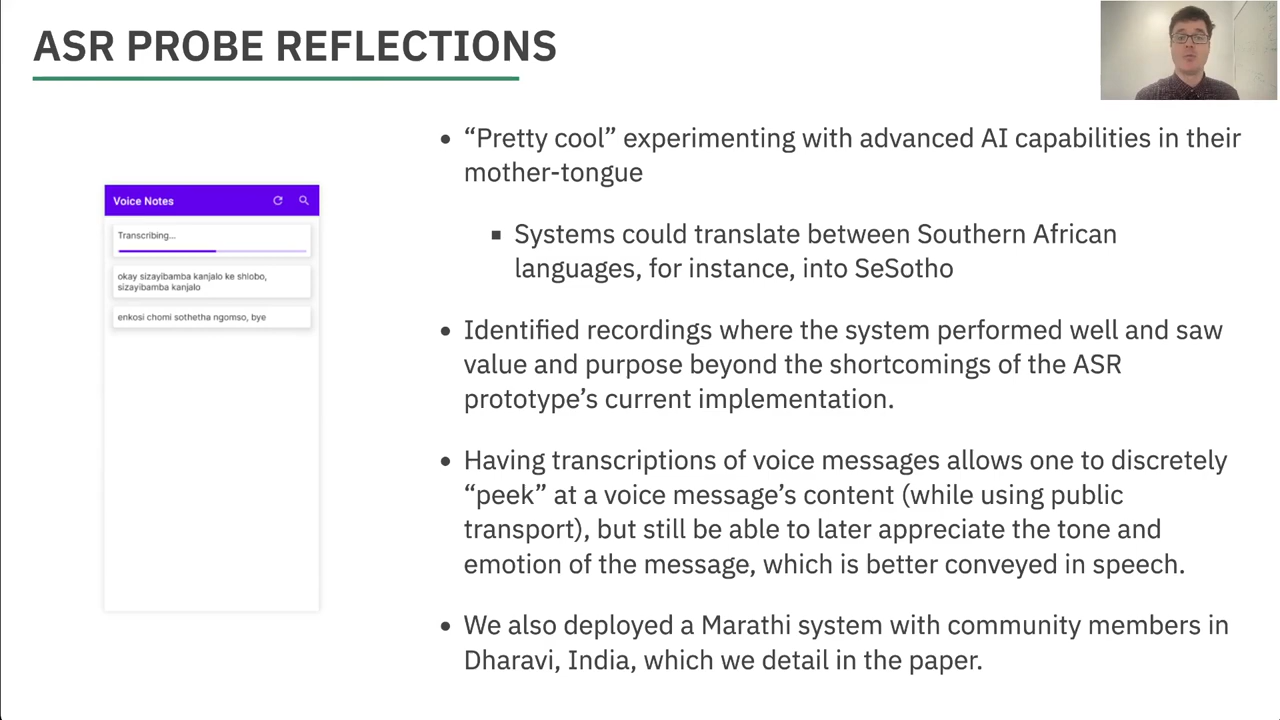 ASR PROBE REFLECTIONS
• “Pretty cool” experimenting with advanced AI capabilities in their
mother-tongue
▪ Systems could translate between Southern African
languages, for instance, into SeSotho
• Identified recordings where the system performed well and saw
value and purpose beyond the shortcomings of the ASR
prototype’s current implementation.
• Having transcriptions of voice messages allows one to discretely
“peek” at a voice message’s content (while using public
transport), but still be able to later appreciate the tone and
emotion of the message, which is better conveyed in speech.
• We also deployed a Marathi system with community members in
Dharavi, India, which we detail in the paper.
Voice Notes
Transcribing...
okay sizayibamba kanjalo ke shlobo,
sizayibamba kanjalo
enkosi chomi sothetha ngomso, bye